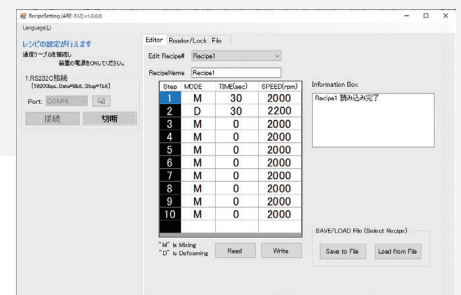 RecipeSetting (ARE-312) v1.0.0.0
Language(L)
レシピの設定が行えます
通信ケーブルを接続し
装置の電源をONしてください。
1.RS232C接続
(19200bps, Data=8bit, Stop=1bit)
Port: COM18
接続 切断
Editor Reader/Lock File
Edit Recipe# Recipe1
RecipeName Recipe1
Step MODE TIME(sec) SPEED(rpm)
1 M 30 2000
2 D 30 2200
3 M 0 2000
4 M 0 2000
5 M 0 2000
6 M 0 2000
7 M 0 2000
8 M 0 2000
9 M 0 2000
10 M 0 2000
"M" is Mixing
"D" is Defoaming
Read Write
Information Box
Recipe1 読み込み完了
SAVE/LOAD File (Select Recipe)
Save to File Load from File